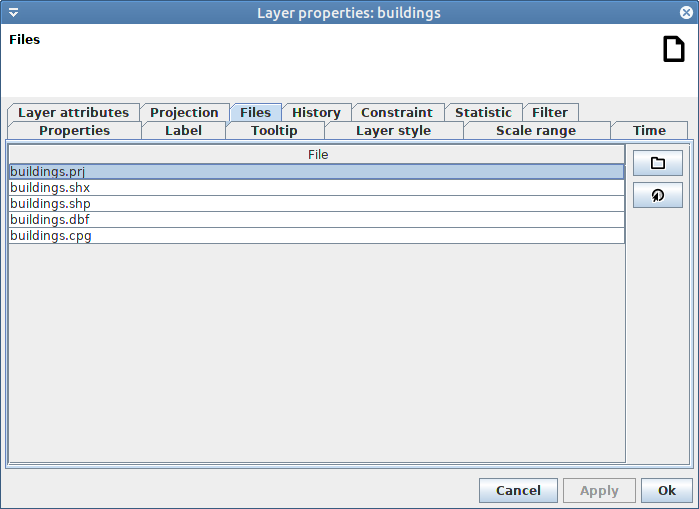 Layer properties: buildings
Files
Layer attributes Projection Files History Constraint Statistic Filter
Properties Label Tooltip Layer style Scale range Time
File
buildings.prj
buildings.shx
buildings.shp
buildings.dbf
buildings.cpg
Cancel Apply Ok